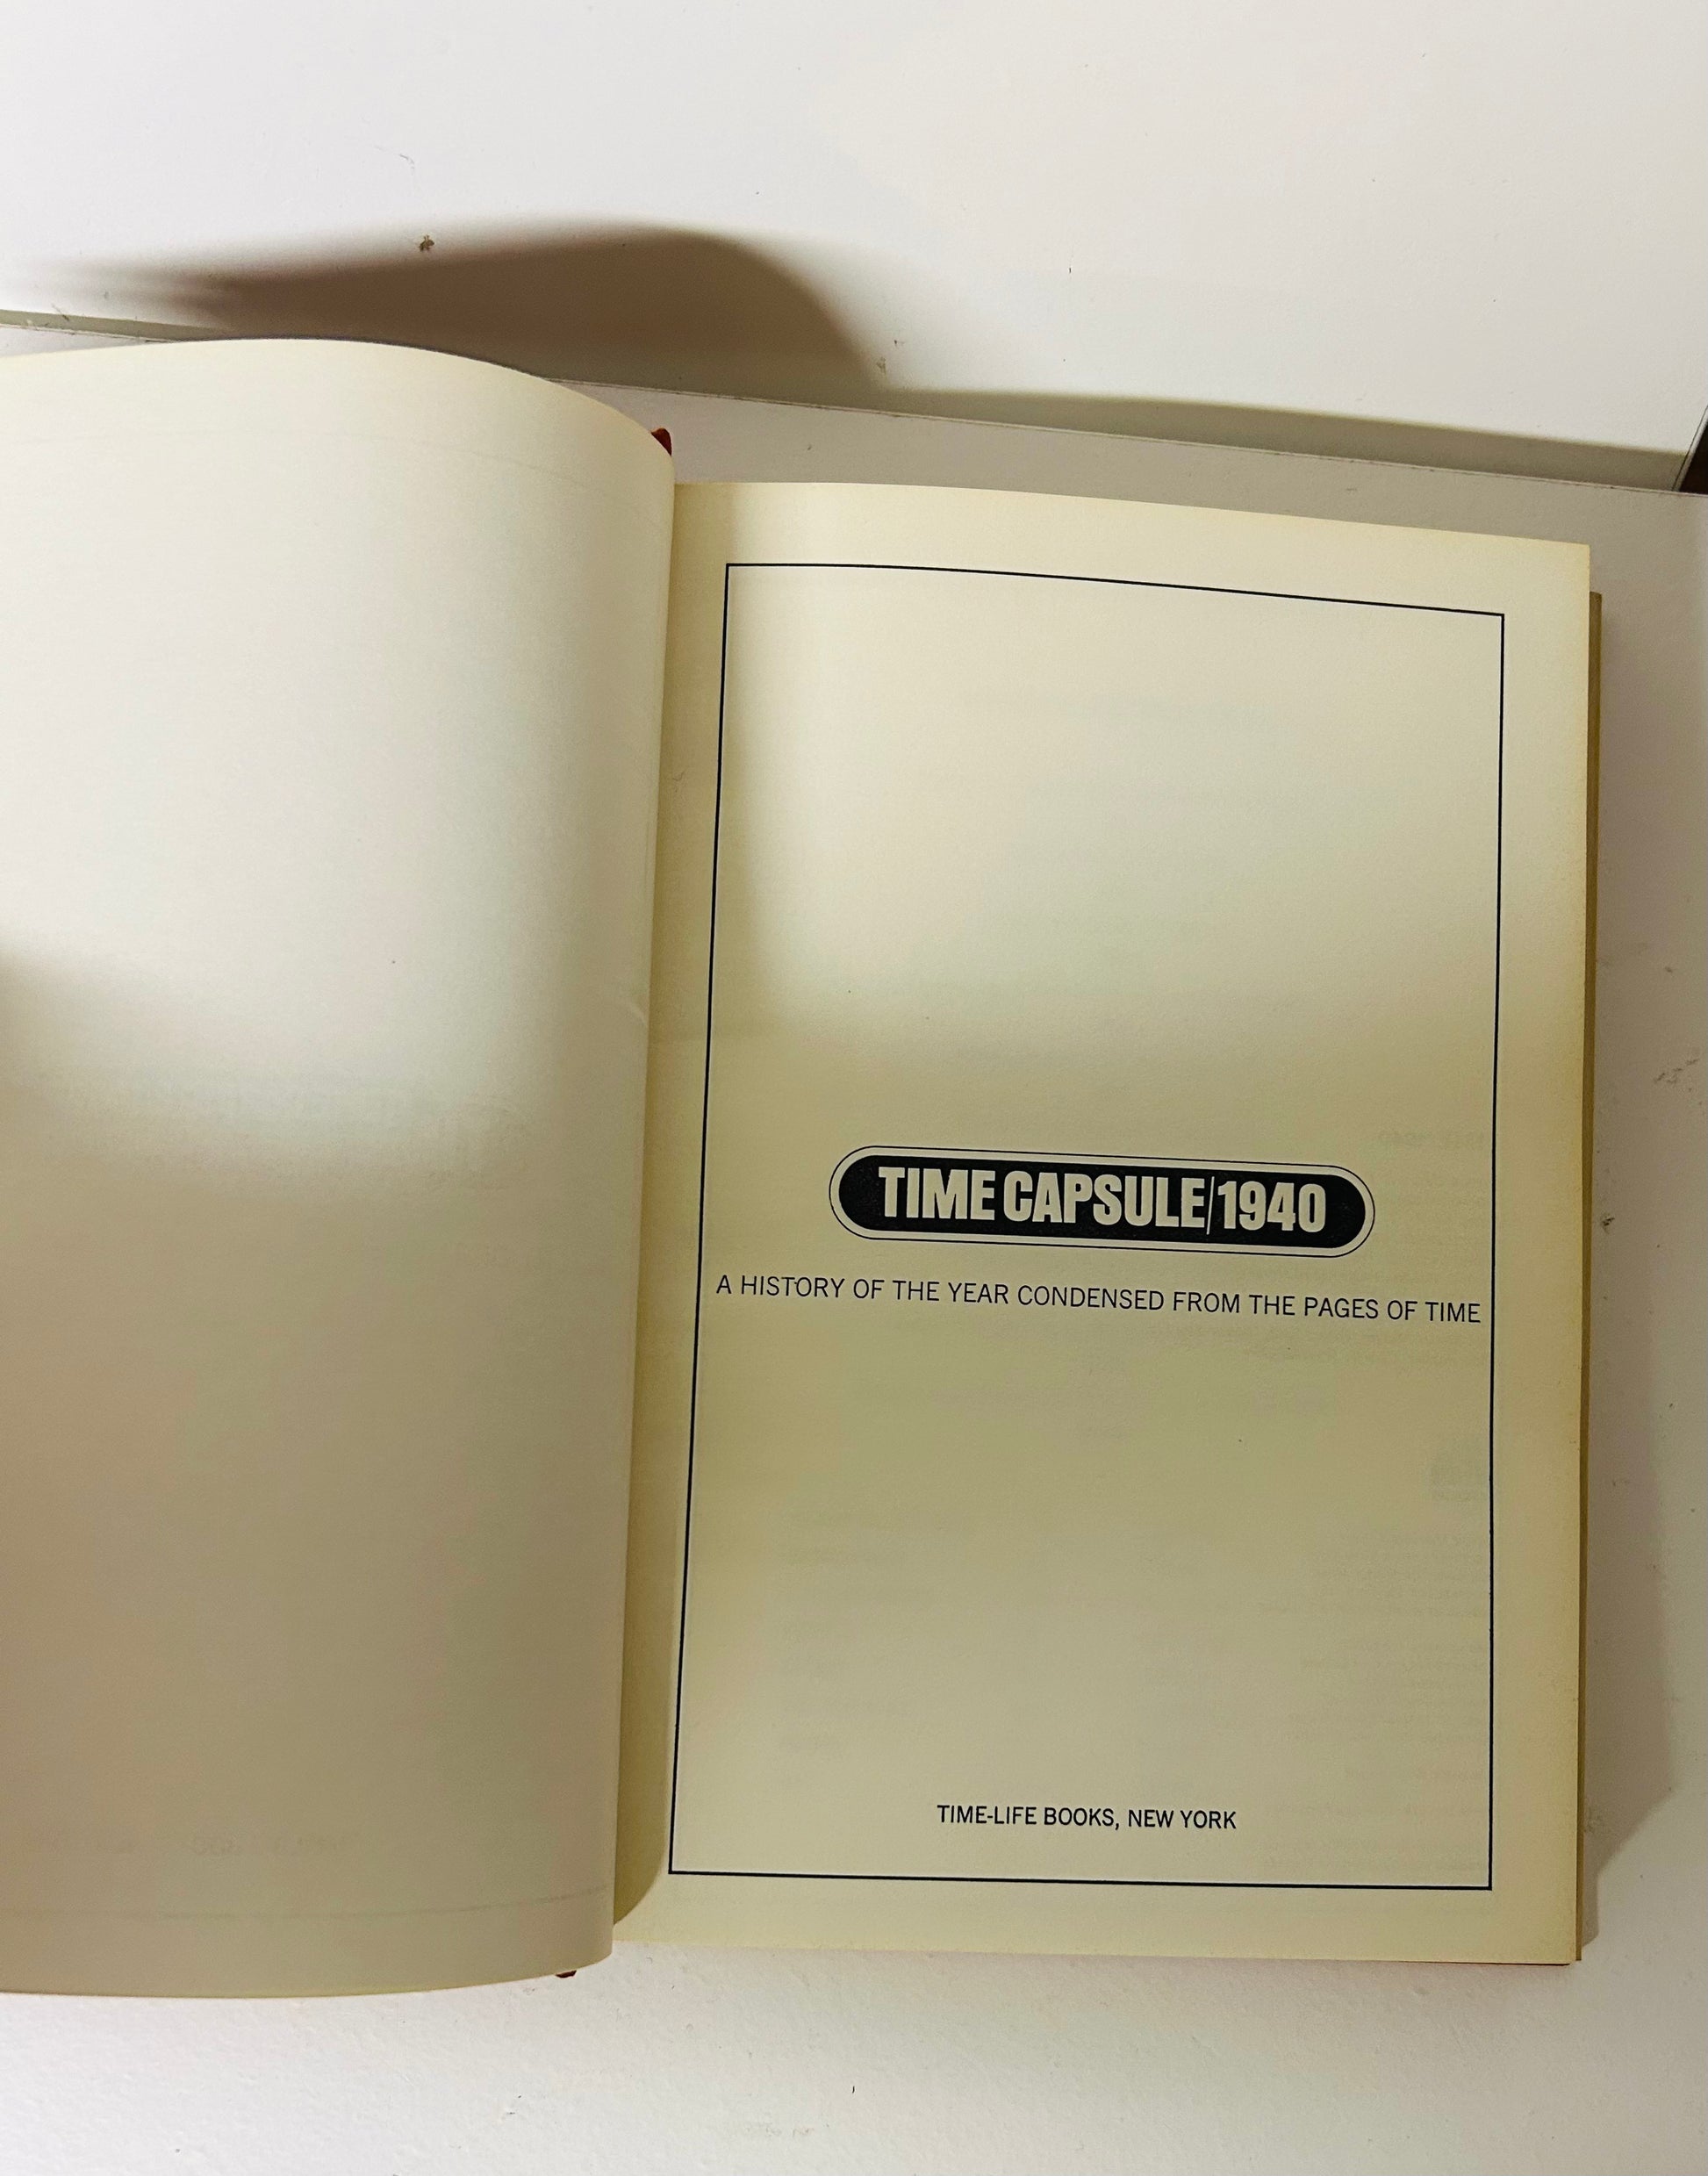 TIME CAPSULE/1940
A HISTORY OF THE YEAR CONDENSED FROM THE PAGES OF TIME
TIME-LIFE BOOKS, NEW YORK